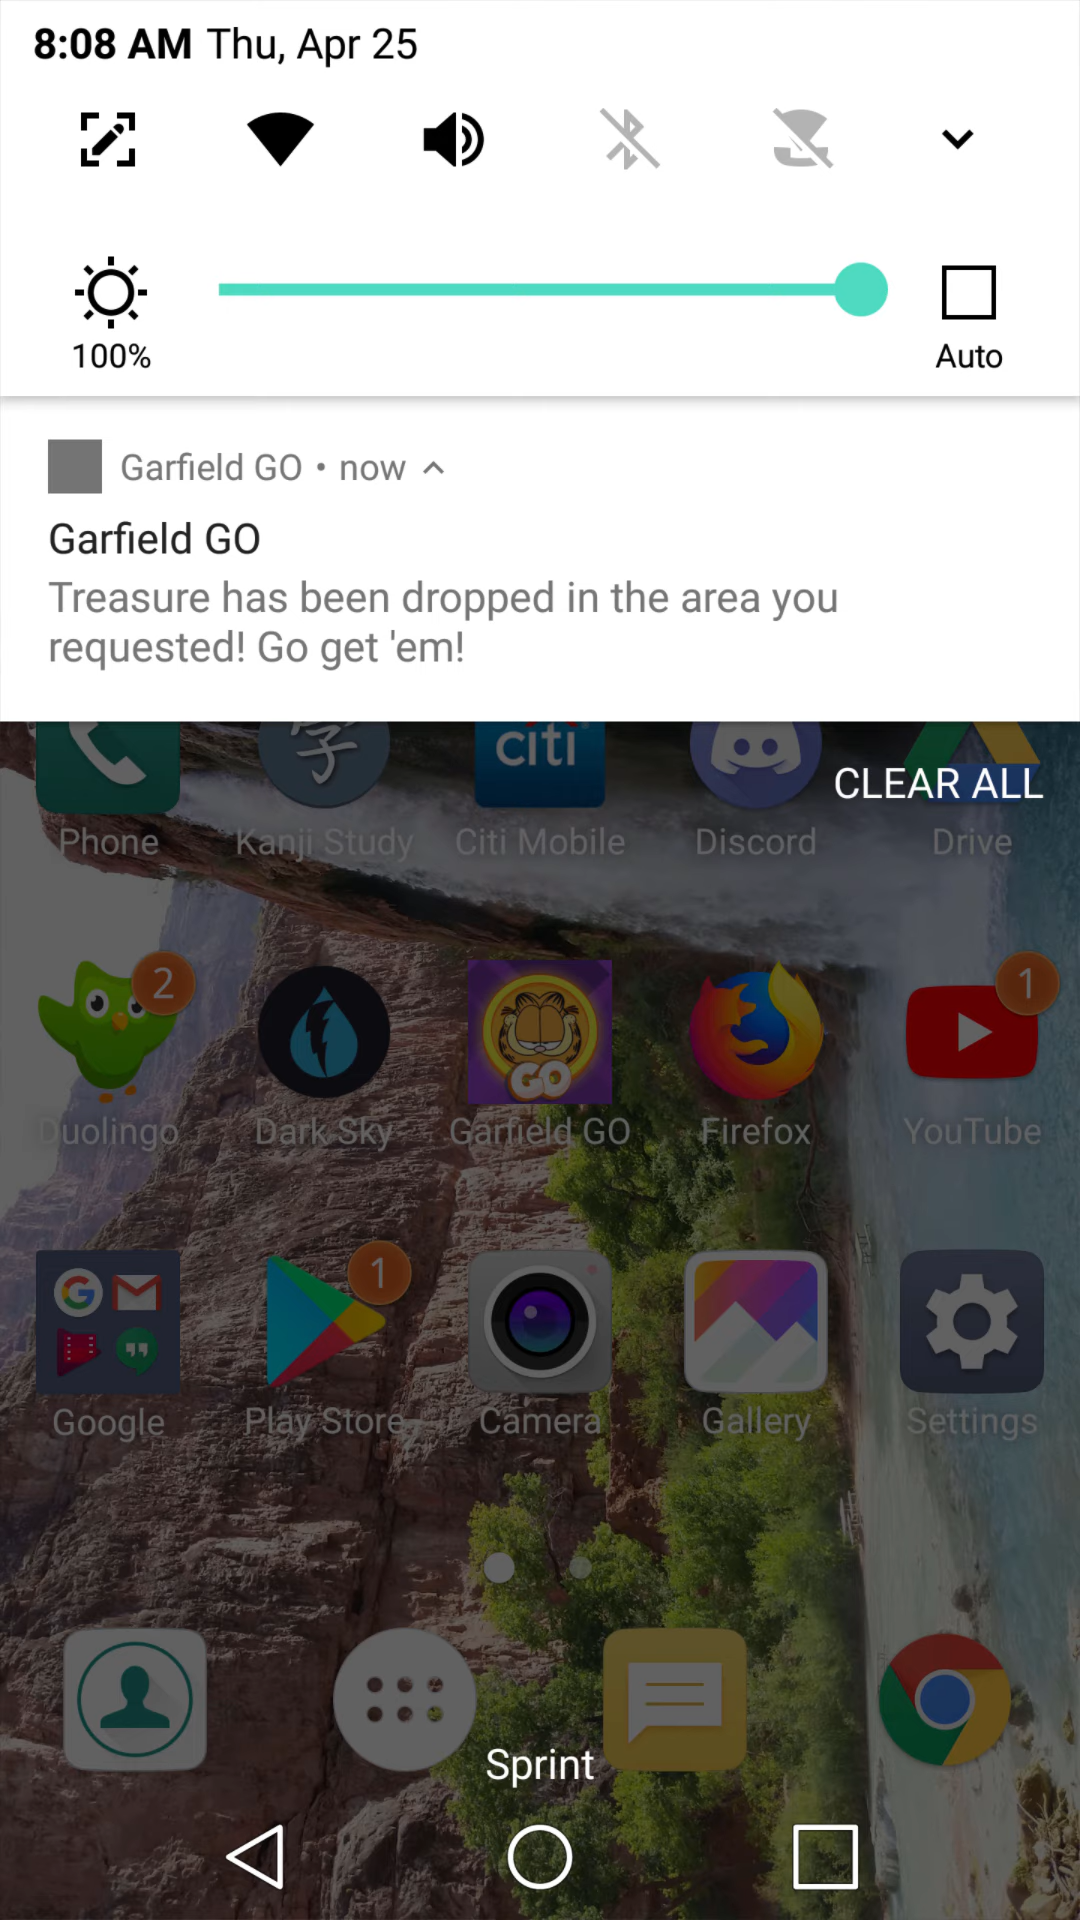 8:08 AM Thu, Apr 25
100%
Auto
Garfield GO • now
Garfield GO
Treasure has been dropped in the area you
requested! Go get 'em!
字
citi
CLEAR ALL
Phone
Kanji Study
Citi Mobile
Discord
Drive
2
1
GO
Duolingo
Dark Sky
Garfield GO
Firefox
YouTube
1
G
Google
Play Store
Camera
Gallery
Settings
Sprint